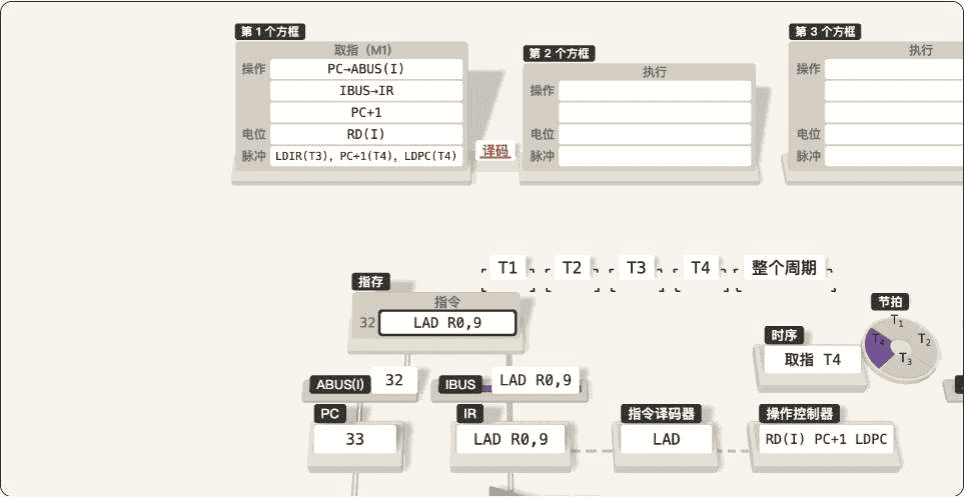 第 1 个方框
取指（M1）
操作
PC→ABUS(I)
IBUS→IR
PC+1
电位
RD(I)
脉冲
LDIR(T3), PC+1(T4), LDPC(T4)
译码
第 2 个方框
执行
操作
电位
脉冲
第 3 个方框
执行
操作
电位
脉冲
T1
T2
T3
T4
整个周期
指存
指令
32
LAD R0,9
节拍
T1
T2
T3
T4
时序
取指 T4
ABUS(I)
32
IBUS
LAD R0,9
PC
33
IR
LAD R0,9
指令译码器
LAD
操作控制器
RD(I) PC+1 LDPC